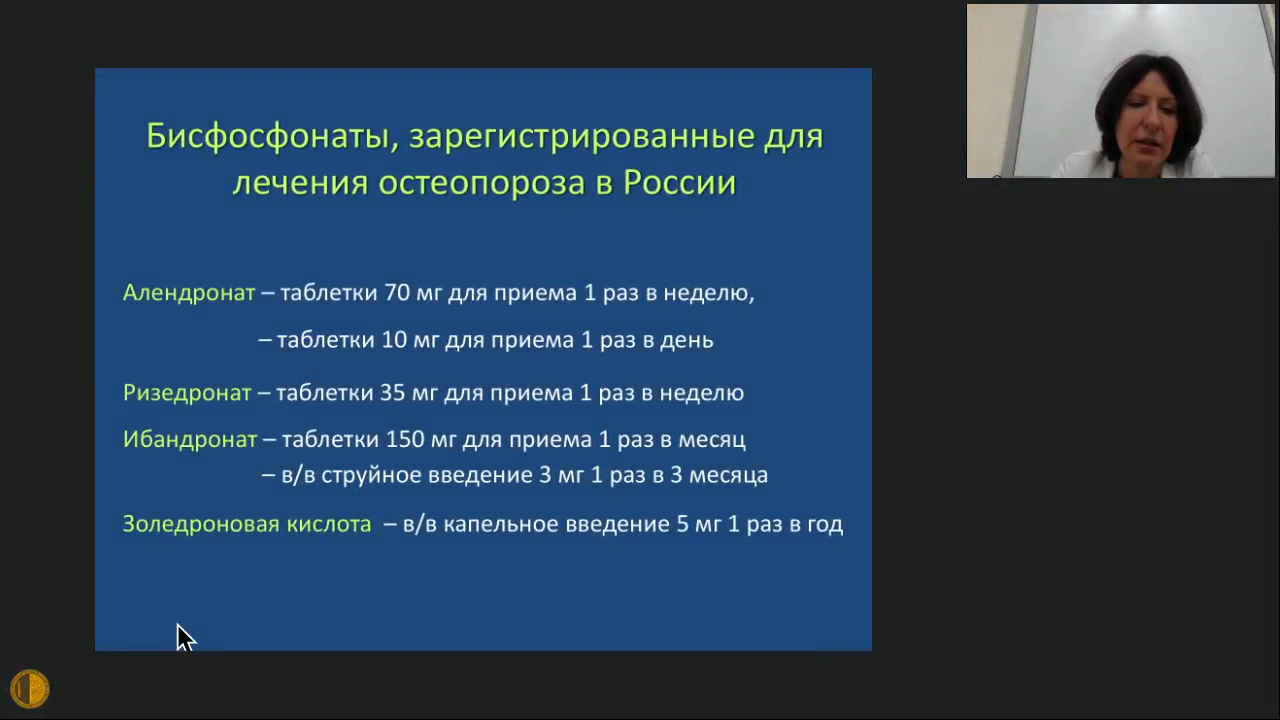 Бисфосфонаты, зарегистрированные для
лечения остеопороза в России
Алендронат – таблетки 70 мг для приема 1 раз в неделю,
– таблетки 10 мг для приема 1 раз в день
Ризедронат – таблетки 35 мг для приема 1 раз в неделю
Ибандронат – таблетки 150 мг для приема 1 раз в месяц
– в/в струйное введение 3 мг 1 раз в 3 месяца
Золедроновая кислота – в/в капельное введение 5 мг 1 раз в год